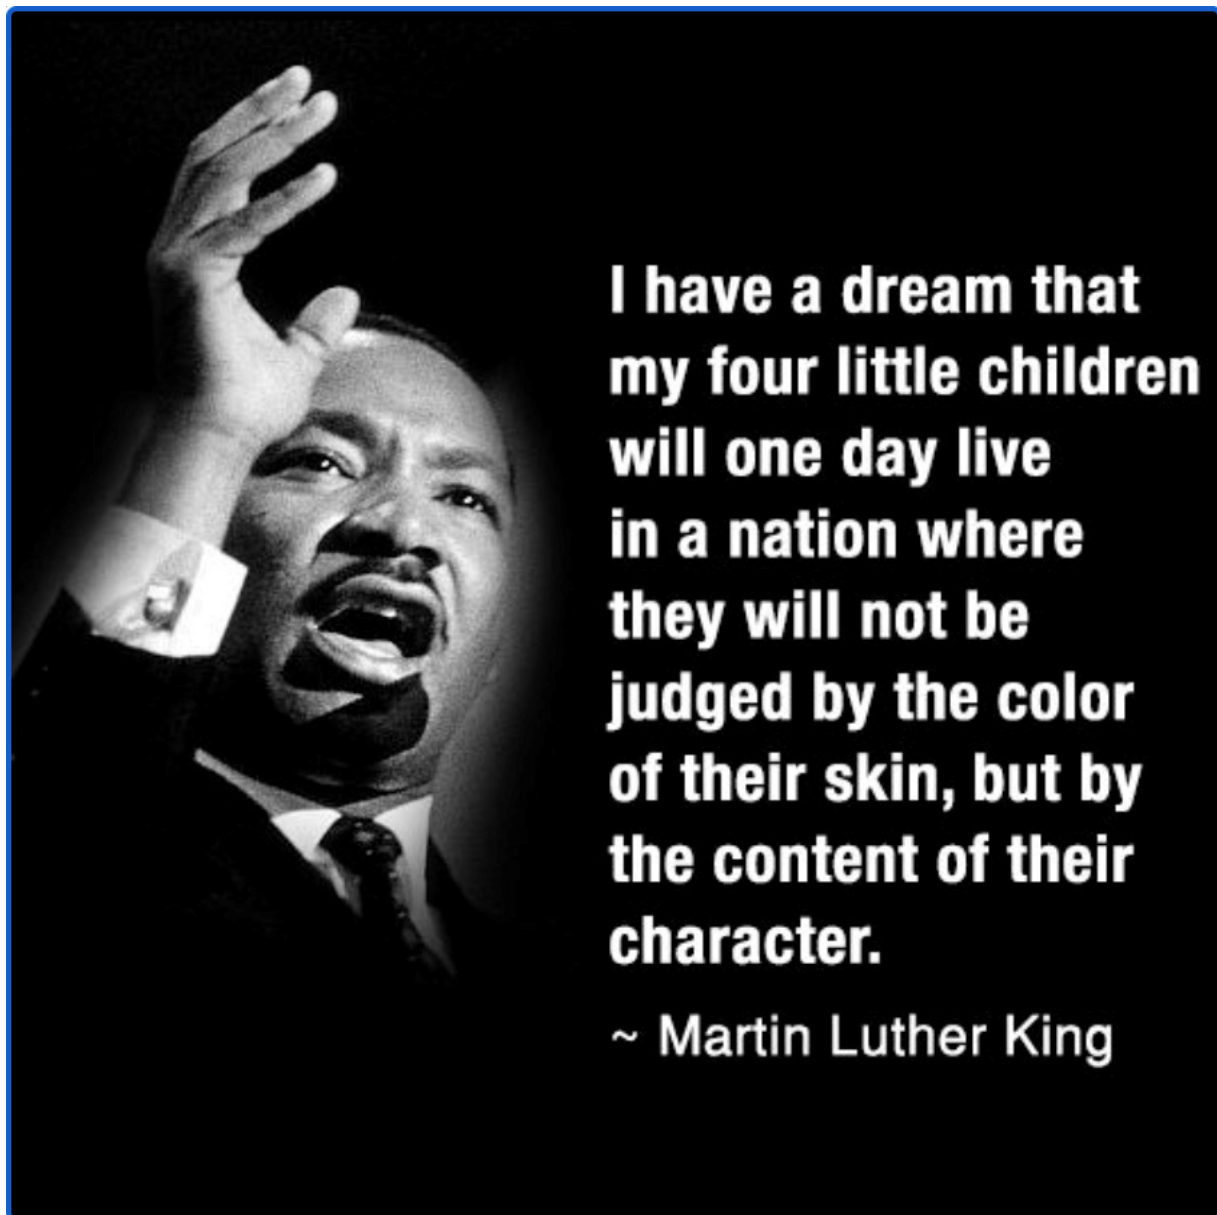 I have a dream that
my four little children
will one day live
in a nation where
they will not be
judged by the color
of their skin, but by
the content of their
character.
~ Martin Luther King